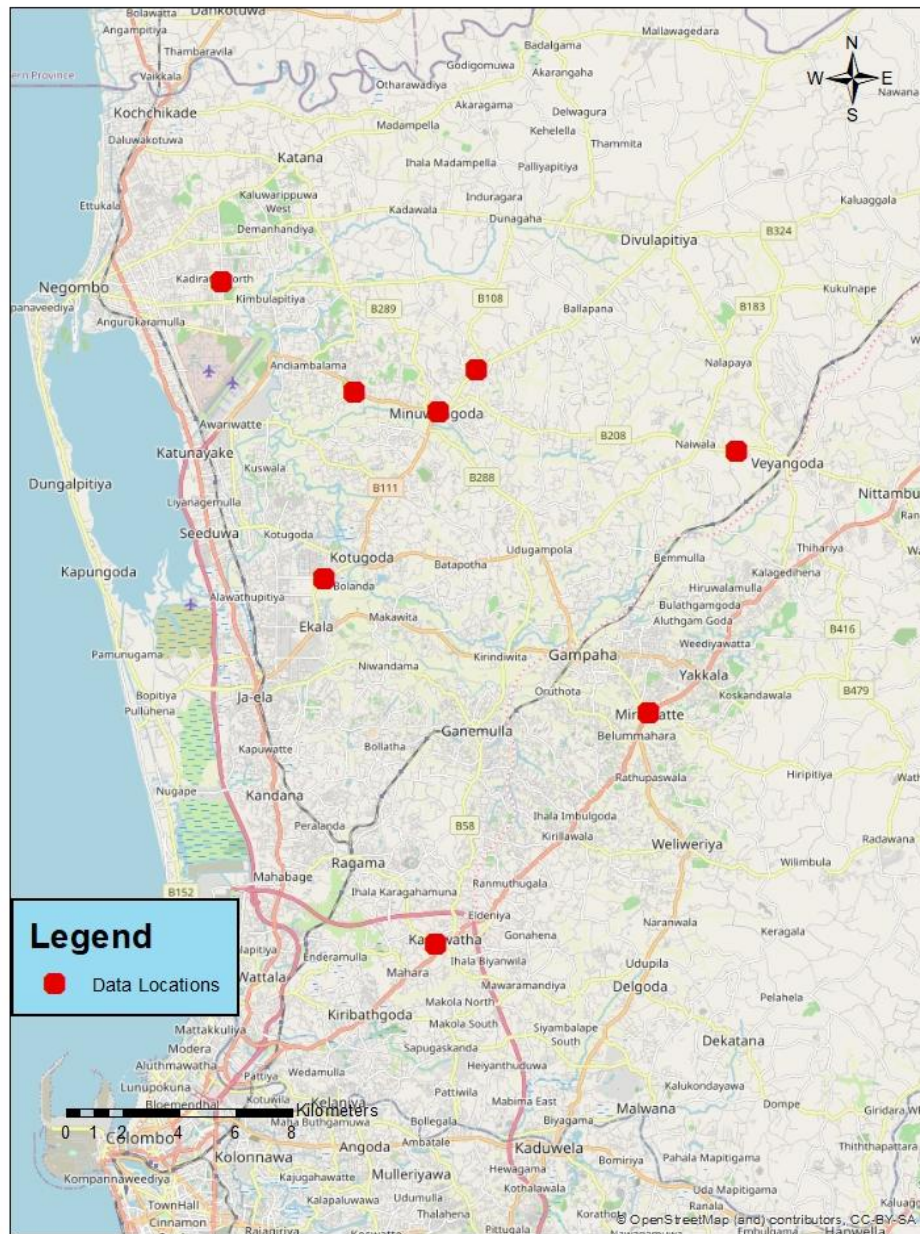 Bolawatta
Dankotuwa
Mallawagedara
Angampitiya
Badalgama
N
Thambaravila
Godigomuwa
Akarangaha
ern Province
Vaikkala
Otharawadiya
W
E
Nawana
Kochchikade
Akaragama
Delwagura
S
Madampella
Kehelella
Daluwakotuwa
Thammita
Katana
Ihala Madampella
Palliyapitiya
Kaluwarippuwa
West
Induragara
Kaluaggala
Ettukala
Kadawala
Dunagaha
Demanhandiya
B324
Divulapitiya
Negombo
Kimbulapitiya
Kukulnape
B108
B183
B289
Ballapana
Angurukaramulla
Andiambalama
Nalapaya
B208
Awariwatte
Naiwala
Katunayake
Kuswala
Veyangoda
Dungalpitiya
B111
B288
Liyanagemulla
Seeduwa
Kotugoda
Thihariya
Kotugoda
Udugampola
Bemmulla
Kapungoda
Batapotha
Kalagedihena
Bolanda
Hiruwalamulla
Alawathupitiya
Bulathgamgoda
Makawita
Aluthgam Goda
Ekala
B416
Weediyawatta
Pamunugama
Kirindiwita
Gampaha
Niwandama
Yakkala
Bopitiya
Oruthota
Koskandawala
B479
Ja-ela
Pulluhena
Ganemulla
Belummahara
Kapuwatte
Bollatha
Rathupaswala
Hiripitiya
Nugape
Kandana
Ihala Imbulgoda
Peralanda
B58
Kirillawala
Radawana
Weliweriya
Ragama
Wilimbula
Mahabage
Ranmuthugala
B152
Ihala Karagahamuna
Eldeniya
Naranwala
Legend
Keragala
Gonahena
Enderamulla
Ihala Biyanwila
Data Locations
Mahara
Udupila
Wattala
Mawaramandiya
Delgoda
Pelahela
Makola North
Kiribathgoda
Mattakkuliya
Makola South
Siyambalape
South
Modera
Dekatana
Sapugaskanda
Aluthmawatha
Heiyanthuduwa
Wedamulla
Pattiya
Kalukondayawa
Lunupokuna
Pattiwila
Kotuwila
Kelaniya
Mabima East
Dompe
Bloemendhal
Kilometers
Malwana
Biyagama
0 1 2 4 6 8
Bollegala
Colombo
Angoda
Ambatale
Kaduwela
Kolonnawa
Bomiriya
Pahala Mapitigama
Kompannaweediya
Kajugahawatte
Mulleriyawa
Hewagama
Kothalawala
Uda Mapitigama
TownHall
Kalapaluwawa
Udumulla
Ranala
Cinnamon
Thalahena
© OpenStreetMap (and) contributors, CC-BY-SA